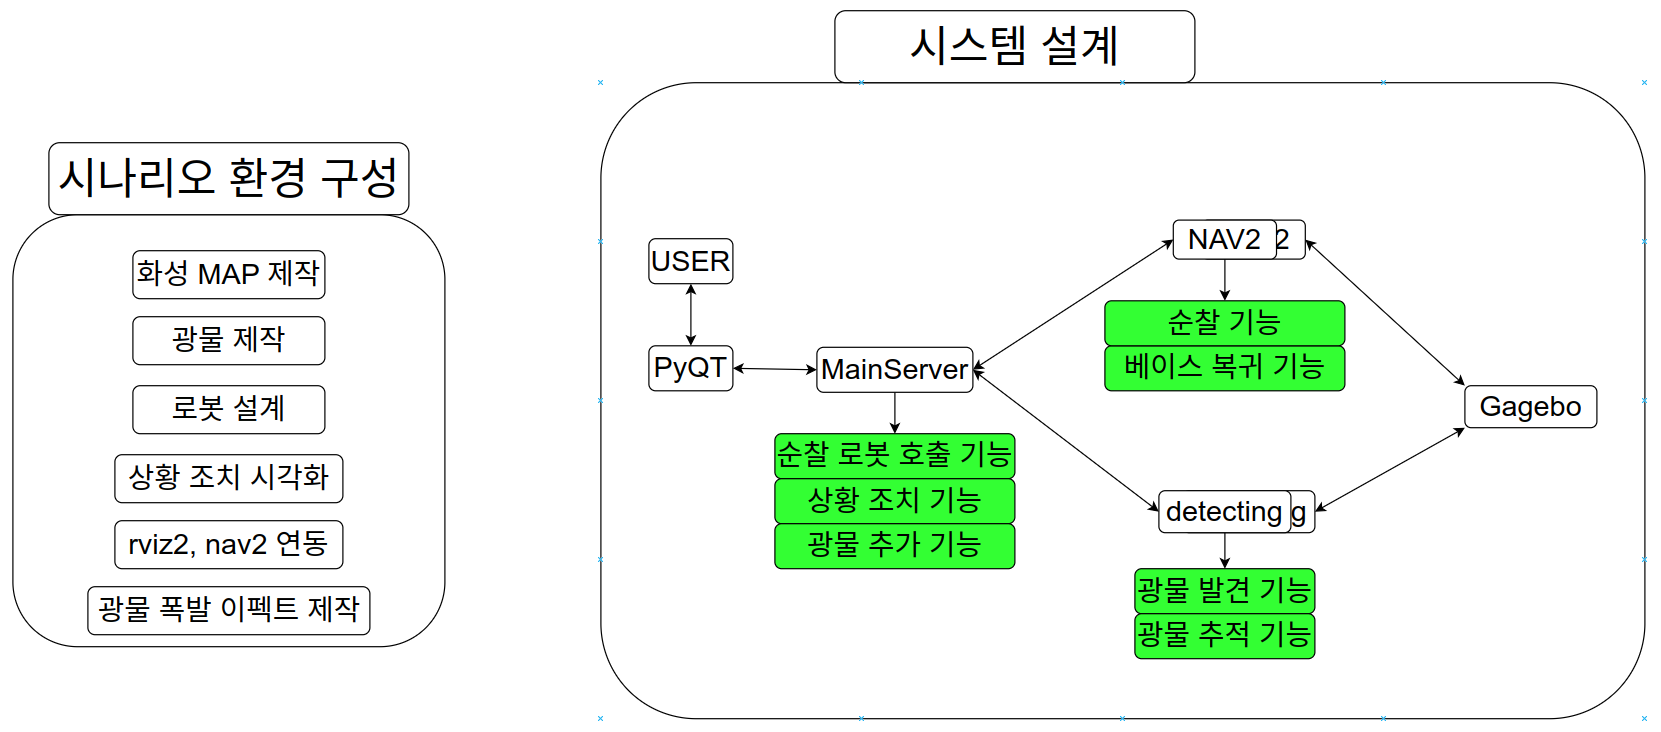 시스템 설계
시나리오 환경 구성
화성 MAP 제작
광물 제작
로봇 설계
상황 조치 시각화
rviz2, nav2 연동
광물 폭발 이펙트 제작
USER
PyQT
MainServer
순찰 로봇 호출 기능
상황 조치 기능
광물 추가 기능
NAV2 2
순찰 기능
베이스 복귀 기능
detecting g
광물 발견 기능
광물 추적 기능
Gagebo